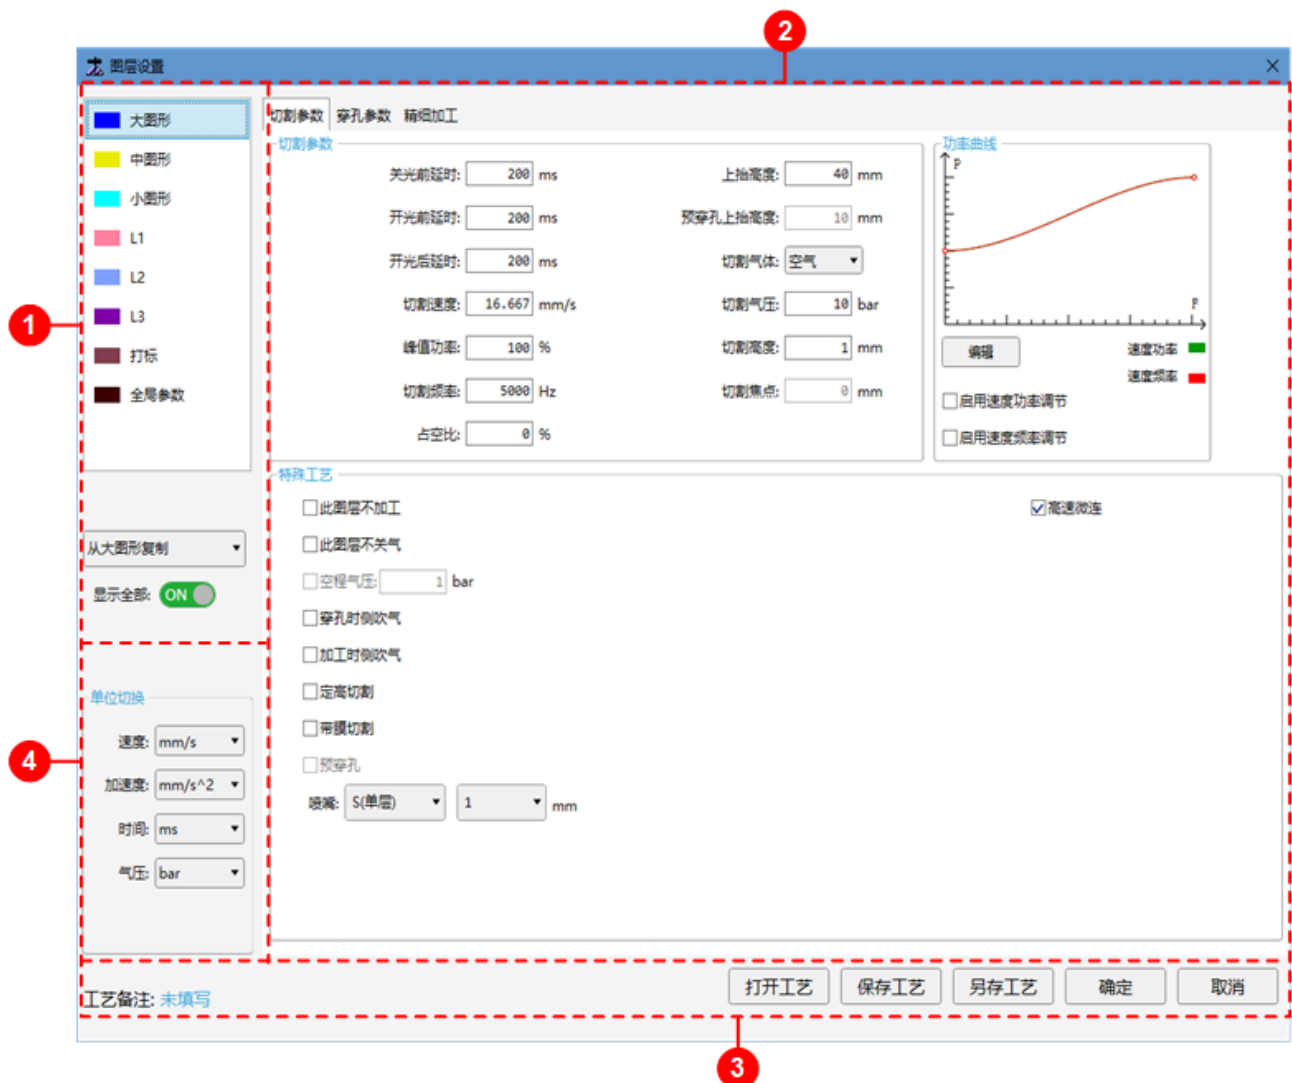 2
图层设置
大图形
中图形
小图形
L1
L2
L3
打标
全局参数
1
从大图形复制
显示全部: ON
单位切换
速度: mm/s
加速度: mm/s^2
时间: ms
气压: bar
4
切割参数 穿孔参数 精细加工
切割参数
关光前延时: 200 ms
开光前延时: 200 ms
开光后延时: 200 ms
切割速度: 16.667 mm/s
峰值功率: 100 %
切割频率: 5000 Hz
占空比: 0 %
上抬高度: 40 mm
预穿孔上抬高度: 10 mm
切割气体: 空气
切割气压: 10 bar
切割高度: 1 mm
切割焦点: 0 mm
功率曲线
P
F
编辑
速度功率
速度频率
启用速度功率调节
启用速度频率调节
特殊工艺
此图层不加工
高速微连
此图层不关气
空程气压: 1 bar
穿孔时侧吹气
加工时侧吹气
定高切割
带膜切割
预穿孔
喷嘴: S(单层) 1 mm
工艺备注: 未填写
打开工艺 保存工艺 另存工艺 确定 取消
3